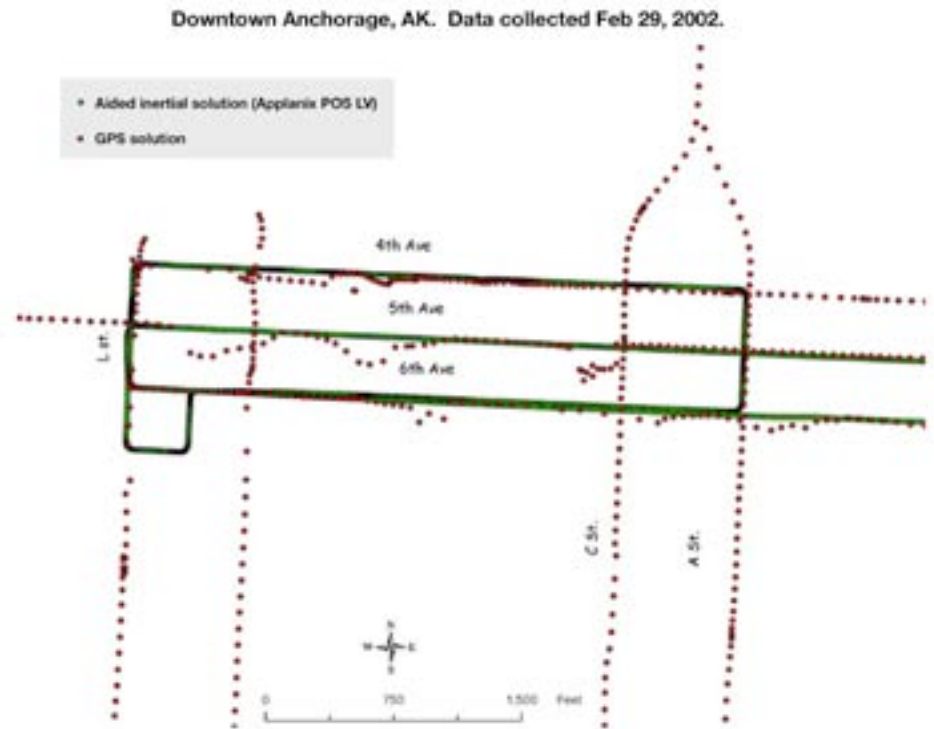 Downtown Anchorage, AK.  Data collected Feb 29, 2002.
Aided inertial solution (Applanix POS LV)
GPS solution
4th Ave
5th Ave
L st.
6th Ave
C St.
A St.
N
W E
S
0 750 1,500 Feet